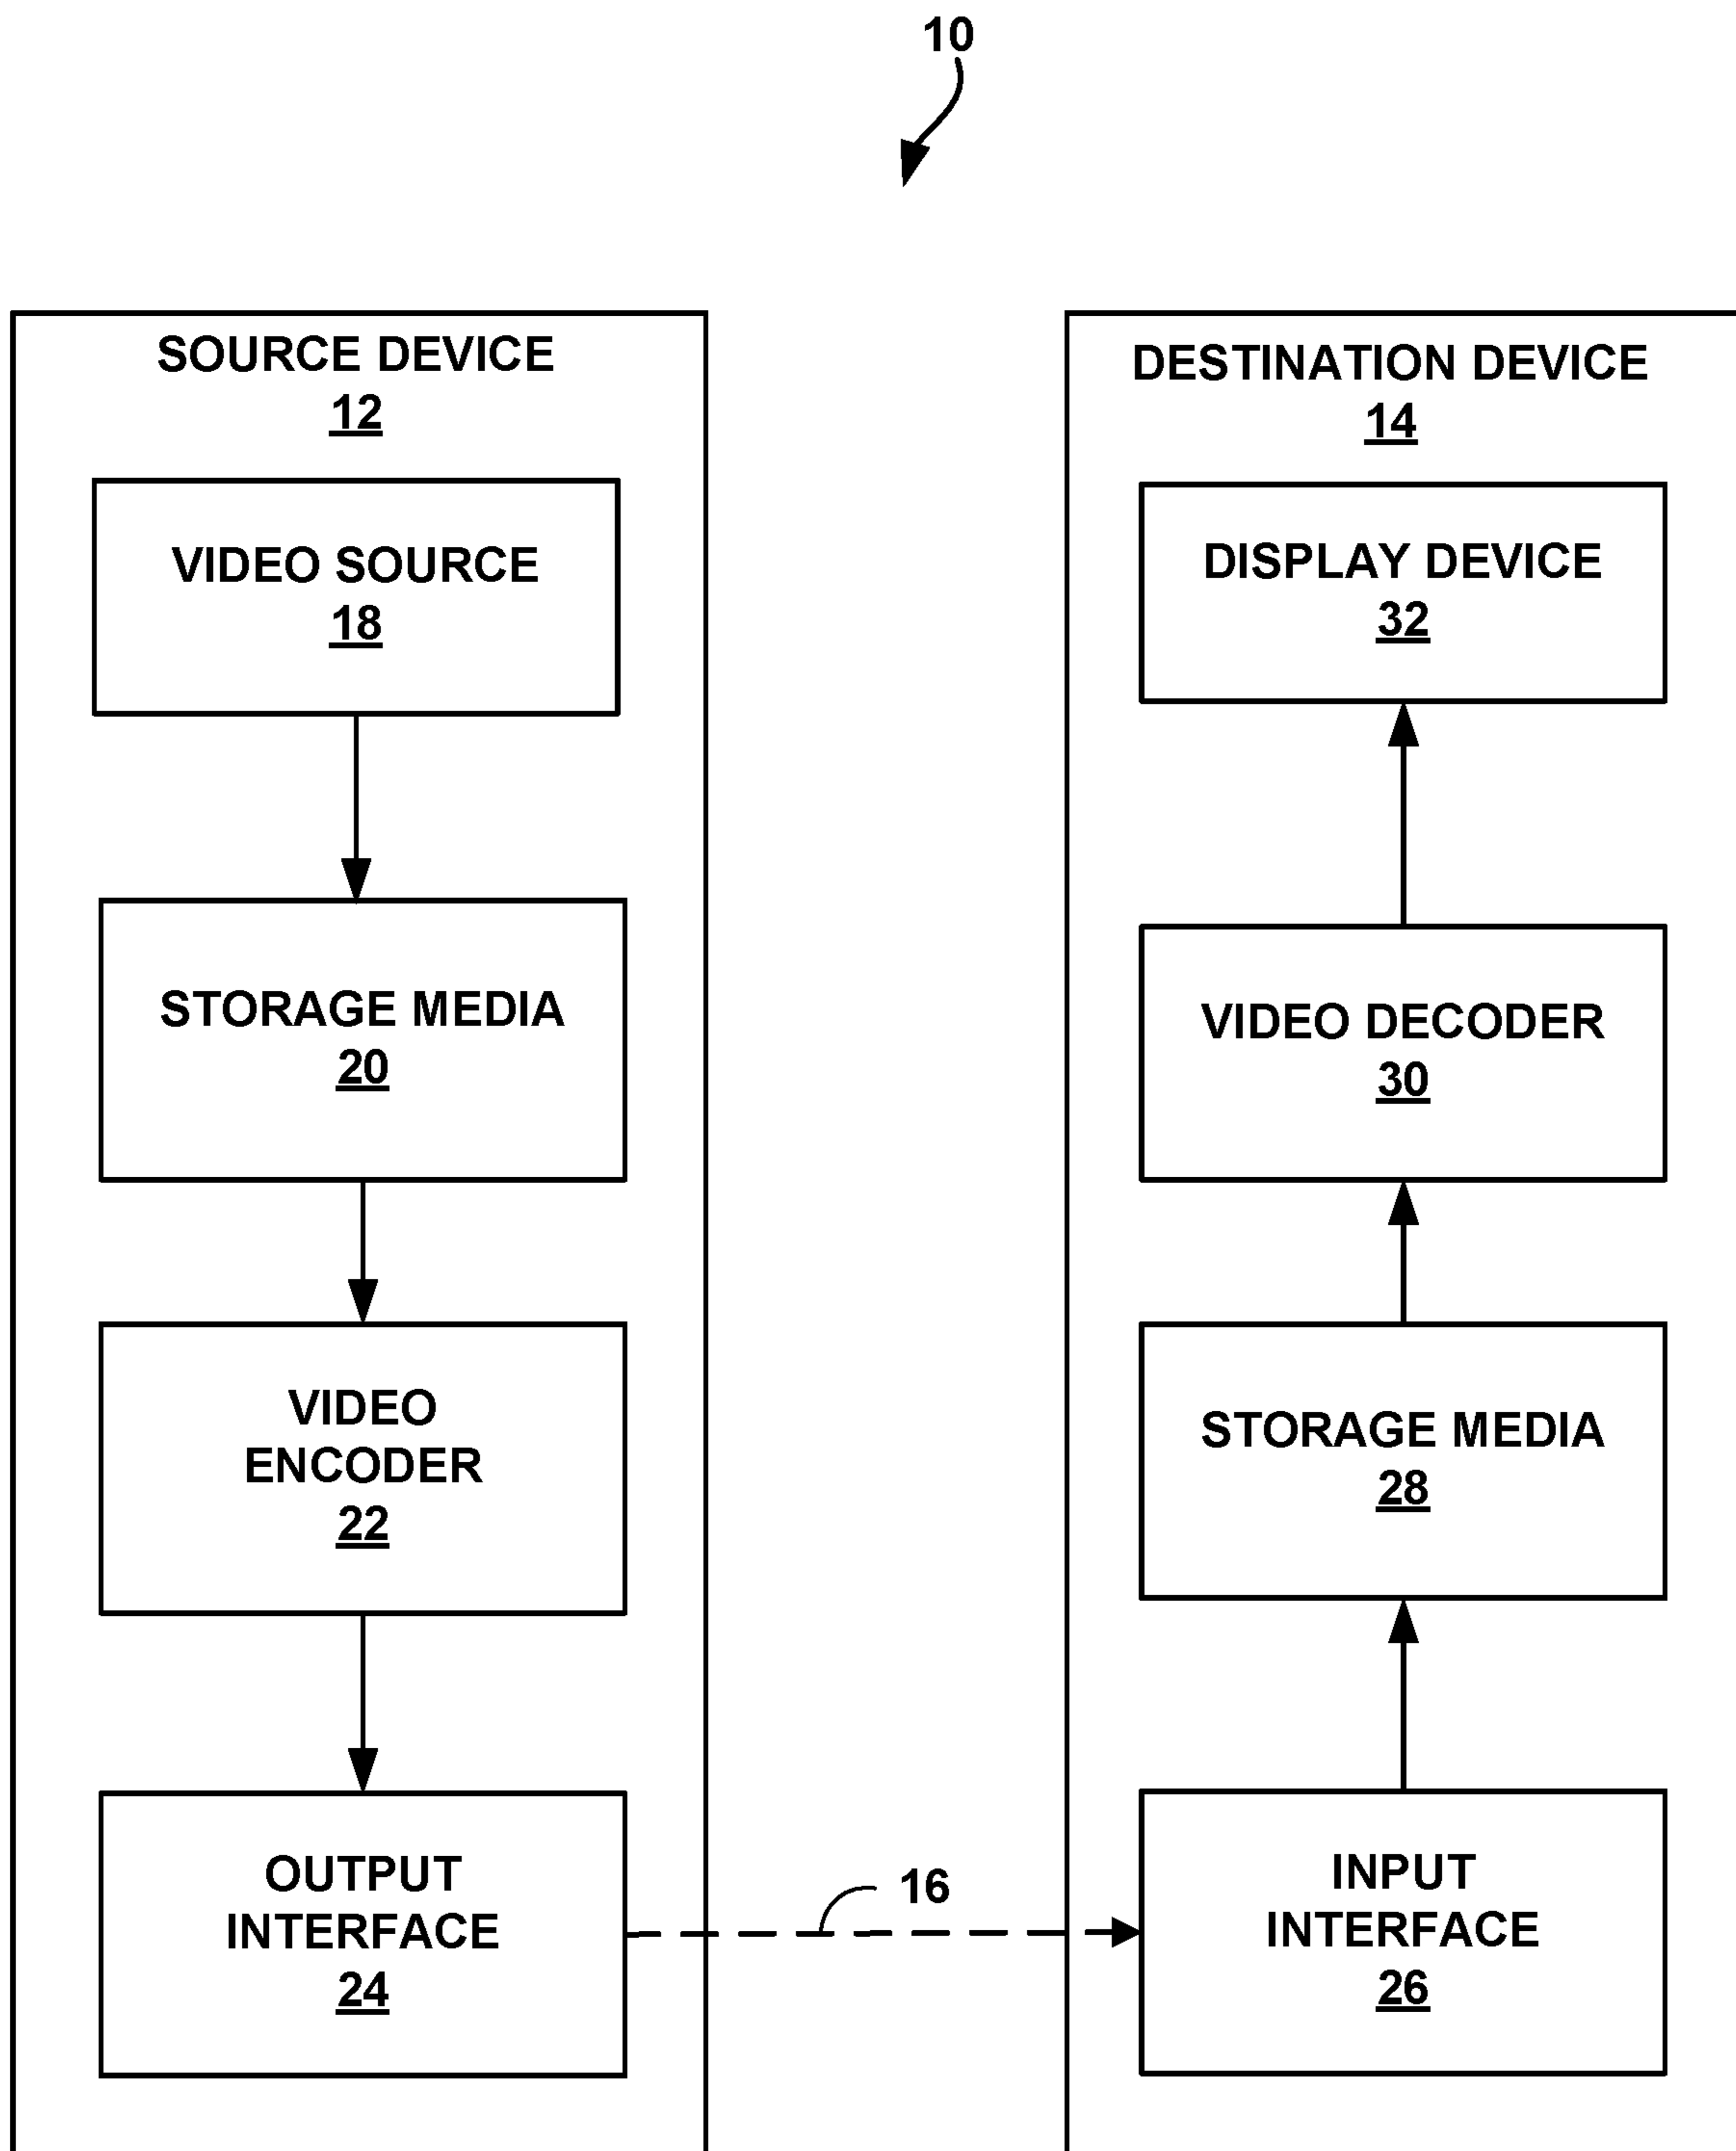 10
SOURCE DEVICE
12
VIDEO SOURCE
18
STORAGE MEDIA
20
VIDEO
ENCODER
22
OUTPUT
INTERFACE
24
16
DESTINATION DEVICE
14
DISPLAY DEVICE
32
VIDEO DECODER
30
STORAGE MEDIA
28
INPUT
INTERFACE
26